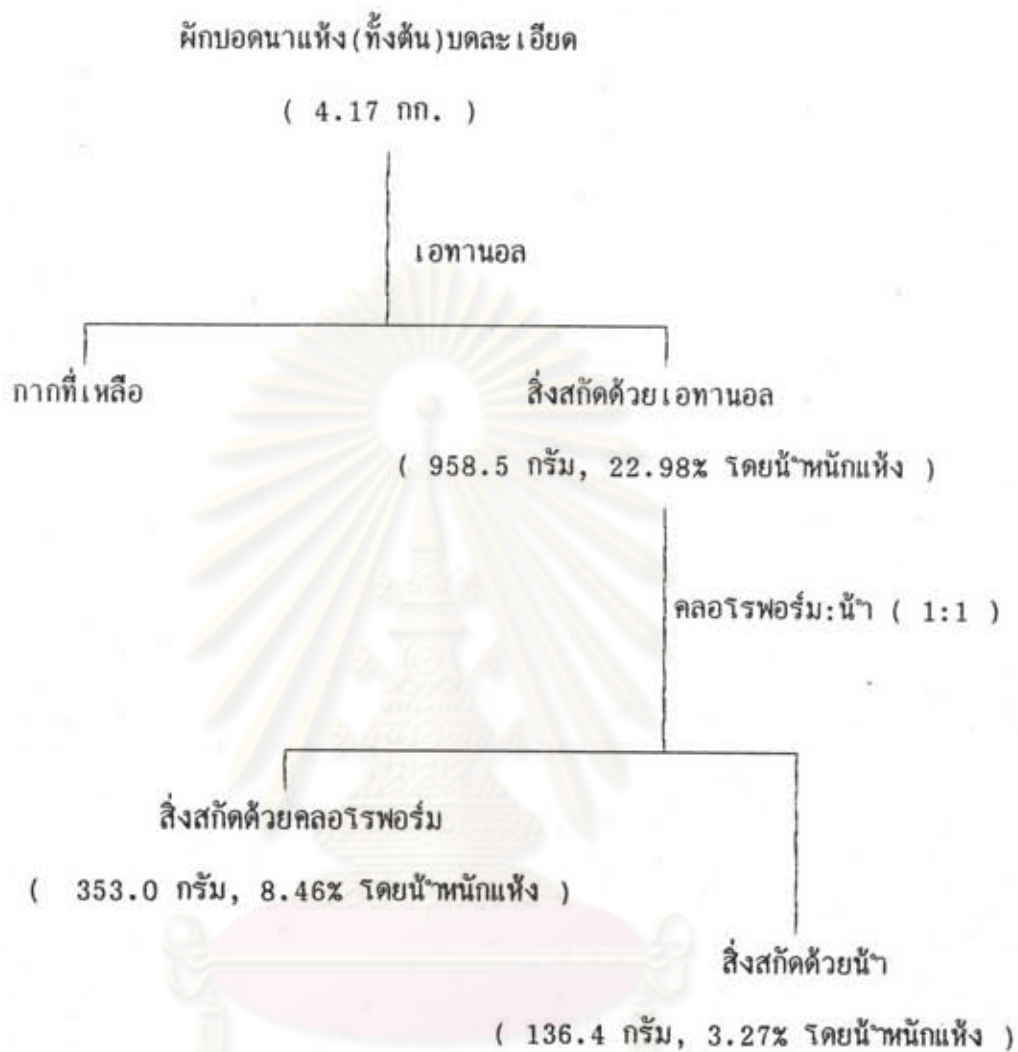 ผักปอดนาแห้ง(ทั้งต้น)บดละเอียด
( 4.17 กก. )
เอทานอล
กากที่เหลือ
สิ่งสกัดด้วยเอทานอล
( 958.5 กรัม, 22.98% โดยน้ำหนักแห้ง )
คลอโรฟอร์ม:น้ำ ( 1:1 )
สิ่งสกัดด้วยคลอโรฟอร์ม
( 353.0 กรัม, 8.46% โดยน้ำหนักแห้ง )
สิ่งสกัดด้วยน้ำ
( 136.4 กรัม, 3.27% โดยน้ำหนักแห้ง )